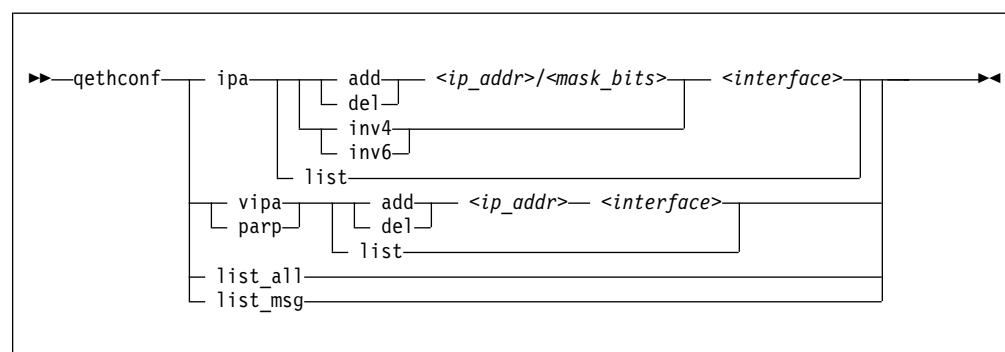 qethconf ipa add <ip_addr>/<mask_bits> <interface>
del
inv4
inv6
list
vipa add <ip_addr> <interface>
parp del
list
list_all
list_msg